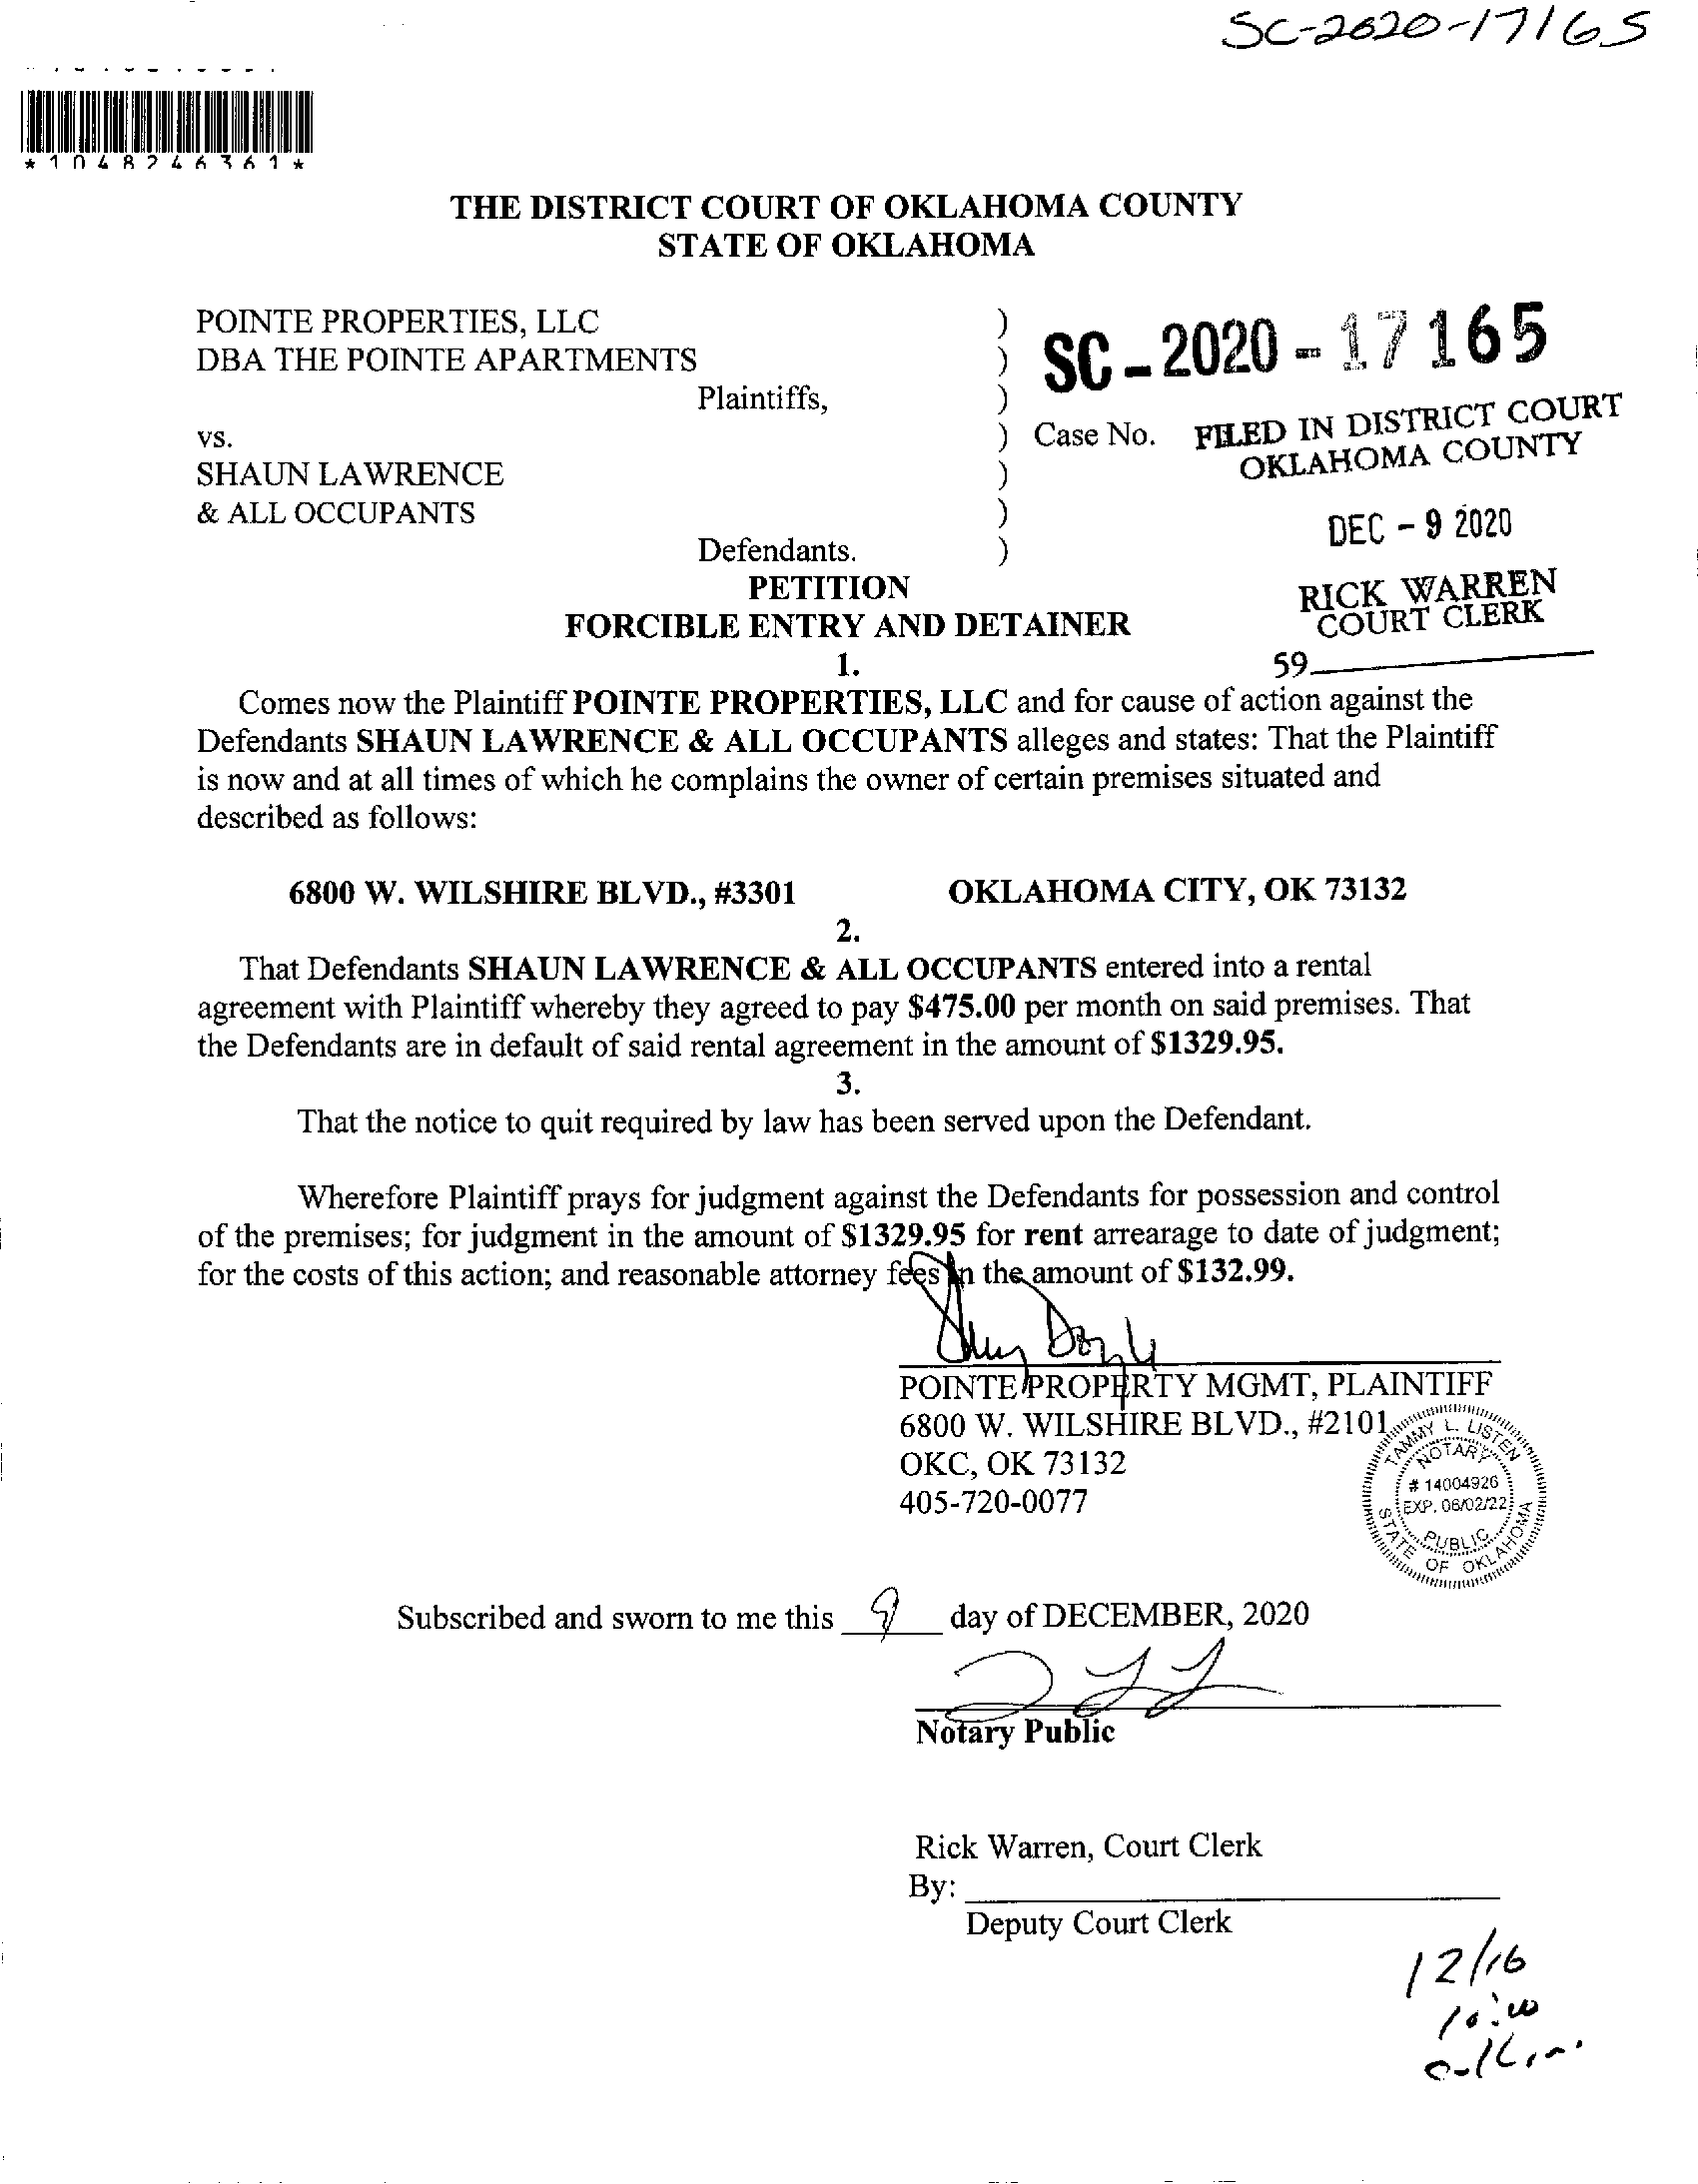 SC-2020-17165
*1048246361*
THE DISTRICT COURT OF OKLAHOMA COUNTY
STATE OF OKLAHOMA
POINTE PROPERTIES, LLC )
DBA THE POINTE APARTMENTS )
Plaintiffs, )
SC-2020-17165
vs. ) Case No.
FILED IN DISTRICT COURT
OKLAHOMA COUNTY
SHAUN LAWRENCE )
& ALL OCCUPANTS )
DEC - 9 2020
Defendants. )
RICK WARREN
COURT CLERK
59
PETITION
FORCIBLE ENTRY AND DETAINER
1.
Comes now the Plaintiff POINTE PROPERTIES, LLC and for cause of action against the
Defendants SHAUN LAWRENCE & ALL OCCUPANTS alleges and states: That the Plaintiff
is now and at all times of which he complains the owner of certain premises situated and
described as follows:
6800 W. WILSHIRE BLVD., #3301 OKLAHOMA CITY, OK 73132
2.
That Defendants SHAUN LAWRENCE & ALL OCCUPANTS entered into a rental
agreement with Plaintiff whereby they agreed to pay $475.00 per month on said premises. That
the Defendants are in default of said rental agreement in the amount of $1329.95.
3.
That the notice to quit required by law has been served upon the Defendant.
Wherefore Plaintiff prays for judgment against the Defendants for possession and control
of the premises; for judgment in the amount of $1329.95 for rent arrearage to date of judgment;
for the costs of this action; and reasonable attorney fees in the amount of $132.99.
POINTE PROPERTY MGMT, PLAINTIFF
6800 W. WILSHIRE BLVD., #2101
OKC, OK 73132
405-720-0077
TAMMY L. LISTEN
NOTARY
# 14004926
EXP. 06/02/22
PUBLIC
STATE OF OKLAHOMA
Subscribed and sworn to me this 9 day of DECEMBER, 2020
Notary Public
Rick Warren, Court Clerk
By:
Deputy Court Clerk
12/16